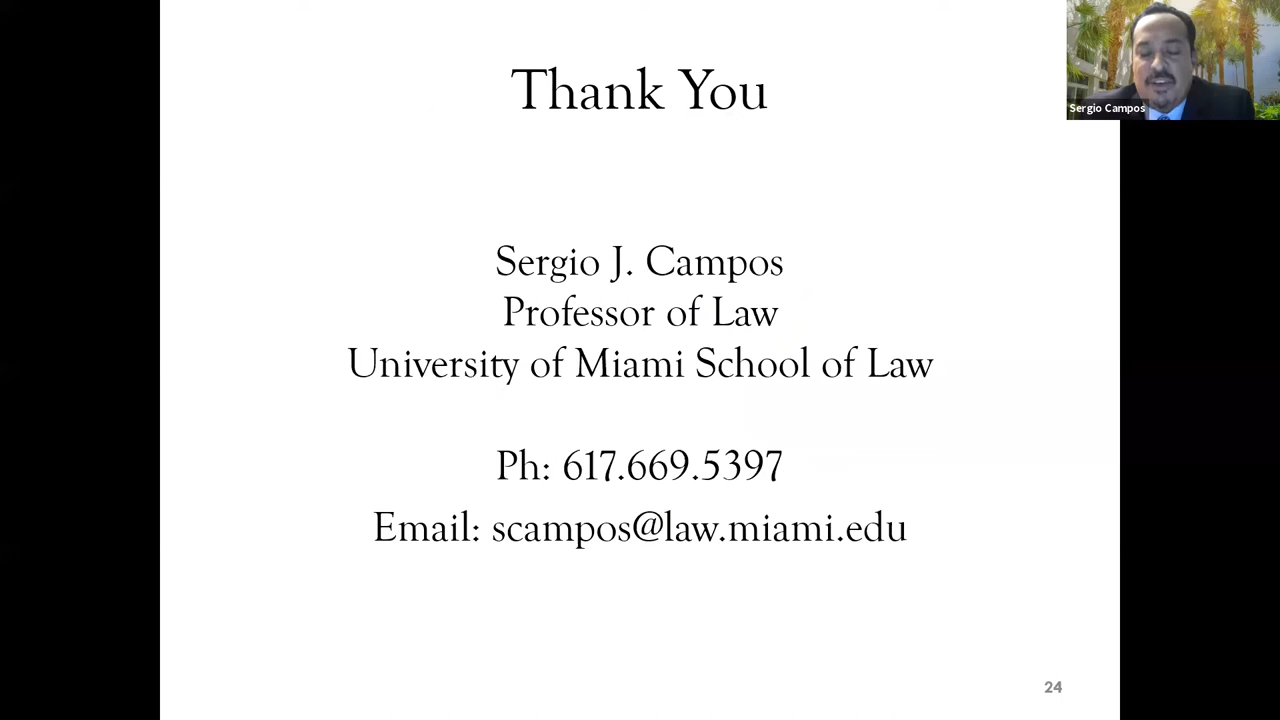 Thank You
Sergio Campos
Sergio J. Campos
Professor of Law
University of Miami School of Law
Ph: 617.669.5397
Email: scampos@law.miami.edu
24